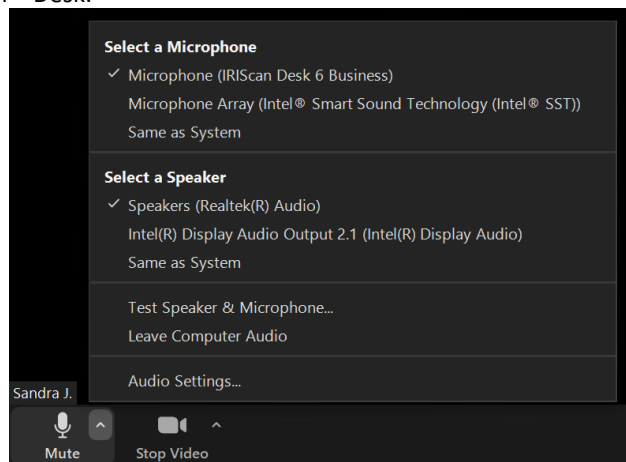 Desk.
Select a Microphone
✓ Microphone (IRIScan Desk 6 Business)
Microphone Array (Intel® Smart Sound Technology (Intel® SST))
Same as System
Select a Speaker
✓ Speakers (Realtek(R) Audio)
Intel(R) Display Audio Output 2.1 (Intel(R) Display Audio)
Same as System
Test Speaker & Microphone...
Leave Computer Audio
Audio Settings...
Sandra J.
Mute
Stop Video